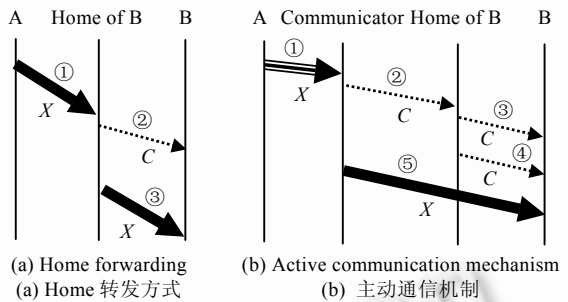 A Home of B B
① X ② C ③ X
A Communicator Home of B B
① X ② C ③ C ④ C ⑤ X
(a) Home forwarding
(a) Home 转发方式
(b) Active communication mechanism
(b) 主动通信机制